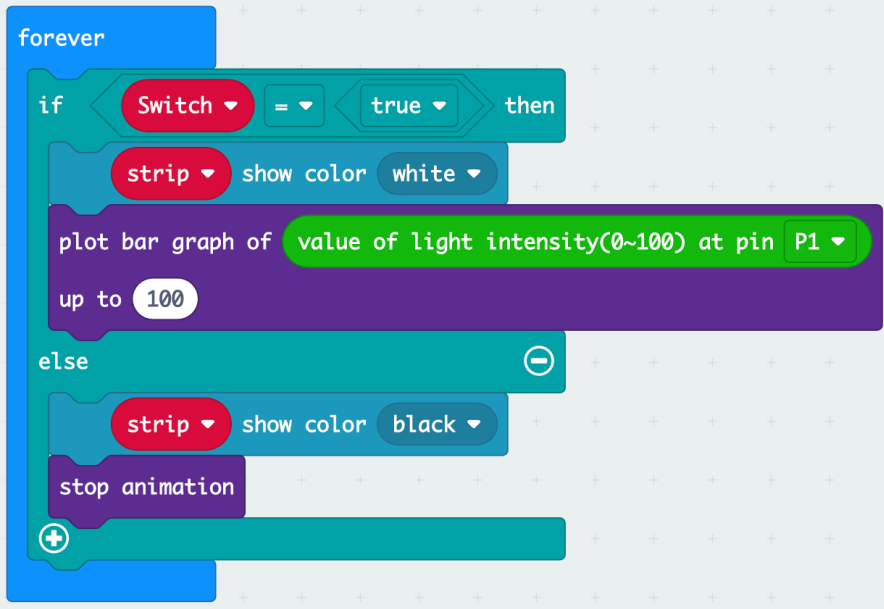 forever
if Switch = true then
strip show color white
plot bar graph of value of light intensity(0~100) at pin P1
up to 100
else
strip show color black
stop animation